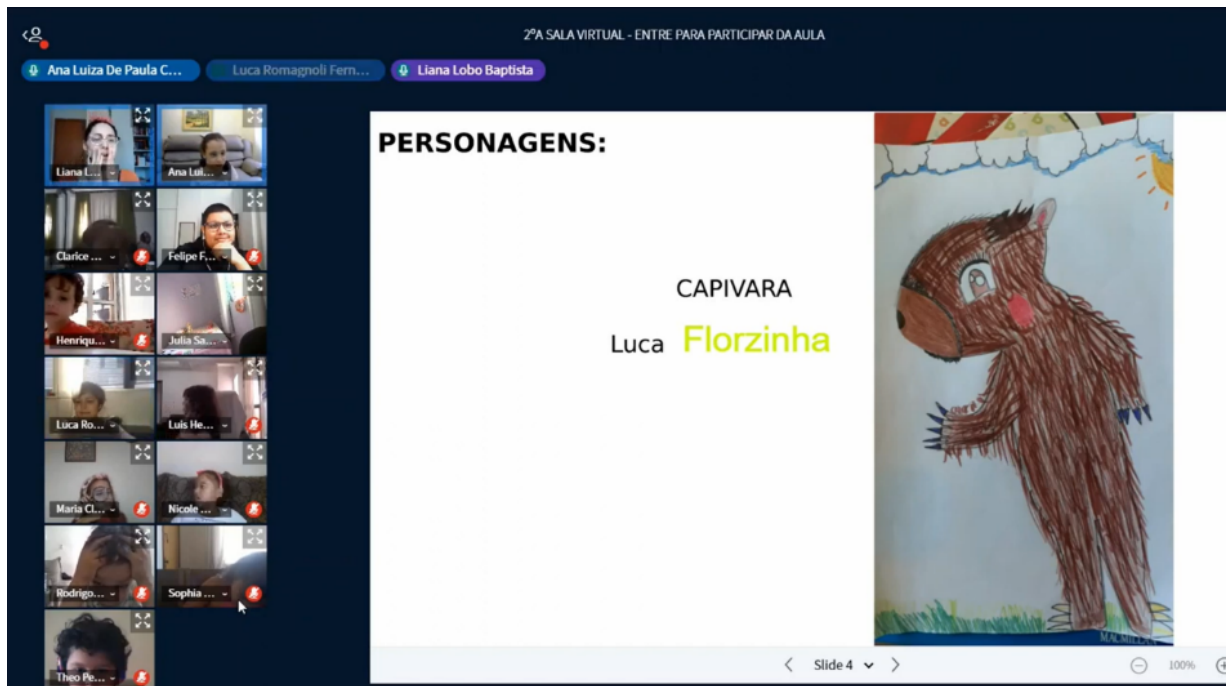 2ºA SALA VIRTUAL - ENTRE PARA PARTICIPAR DA AULA
Ana Luiza De Paula C...
Luca Romagnoli Fern...
Liana Lobo Baptista
Liana L...
Ana Lui...
Clarice ...
Felipe F...
Henriqu...
Julia Sa...
Luca Ro...
Luis He...
Maria Cl...
Nicole ...
Rodrigo...
Sophia ...
Theo Pe...
PERSONAGENS:
CAPIVARA
Luca Florzinha
Slide 4
100%